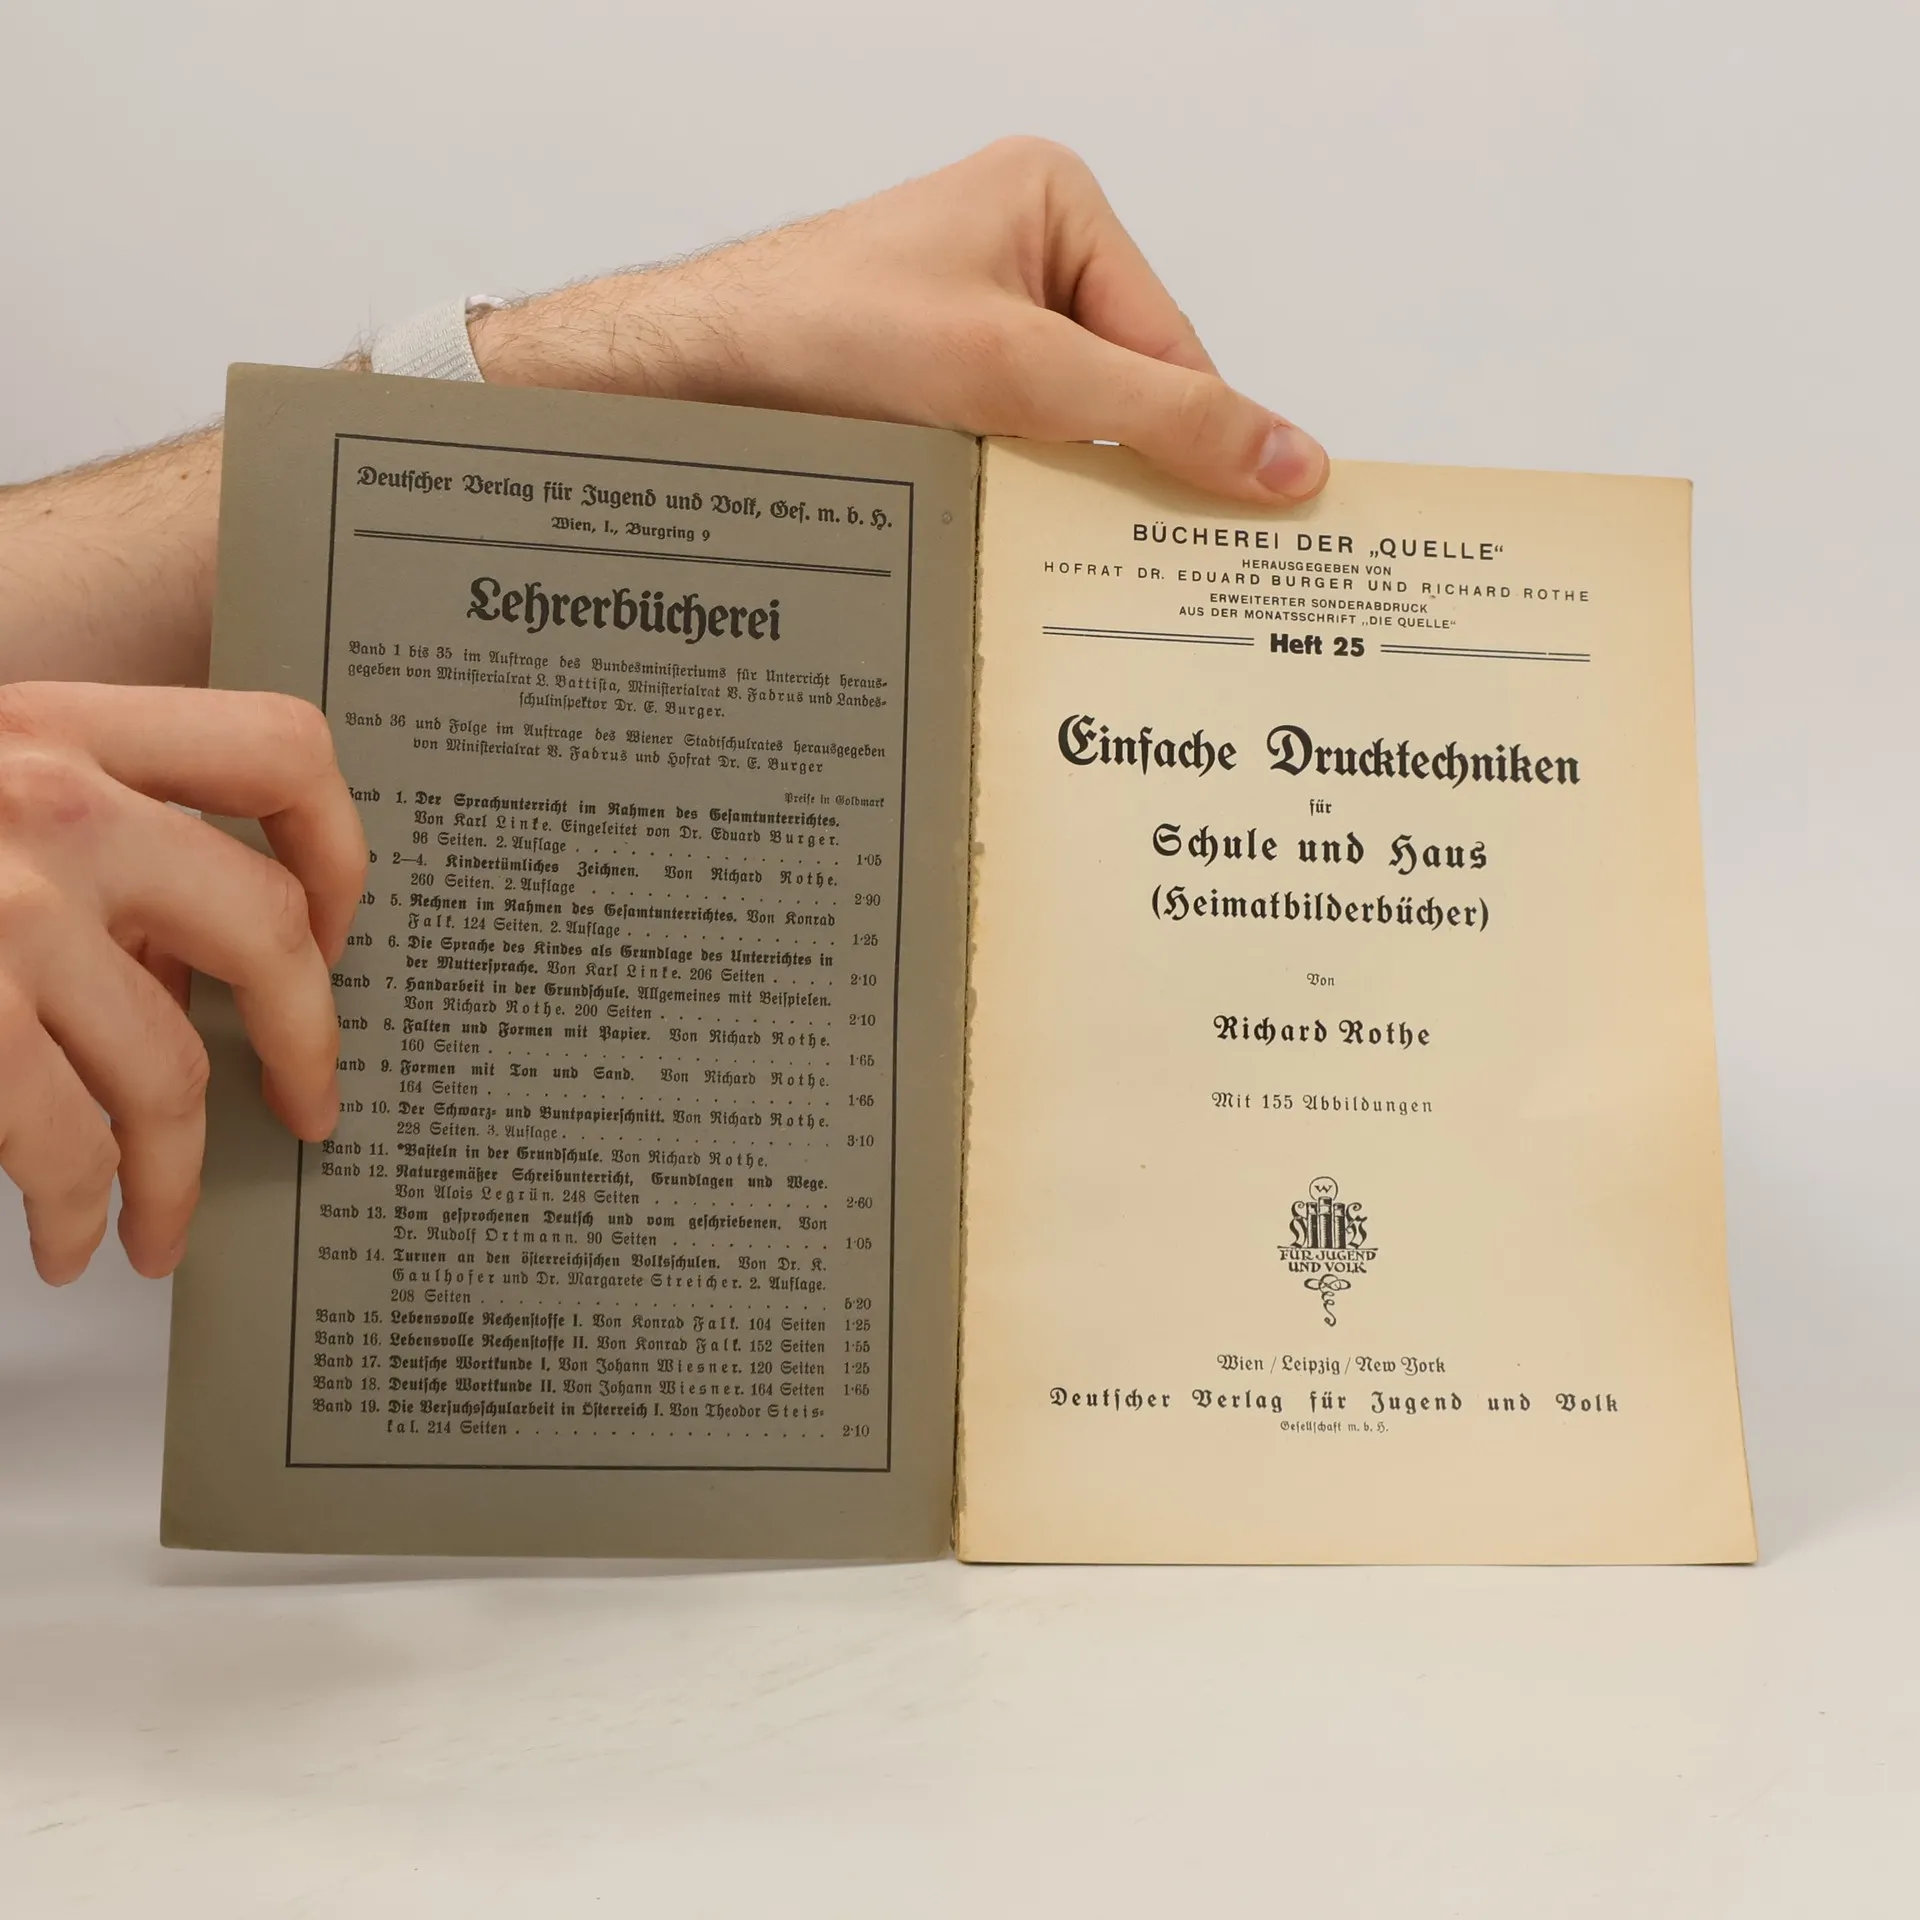 Deutscher Verlag für Jugend und Volk, Ges. m. b. H.
Wien, I., Burgring 9
Lehrerbücherei
Band 1 bis 35 im Auftrage des Bundesministeriums für Unterricht heraus-
gegeben von Ministerialrat L. Battista, Ministerialrat V. Fadrus und Landes-
schulinspektor Dr. E. Burger.
Band 36 und Folge im Auftrage des Wiener Stadtschulrates herausgegeben
von Ministerialrat V. Fadrus und Hofrat Dr. E. Burger
Preise in Goldmark
Band 1. Der Sprachunterricht im Rahmen des Gesamtunterrichtes.
Von Karl Linke. Eingeleitet von Dr. Eduard Burger.
96 Seiten. 2. Auflage . . . . . . . . . . . . . . 1·05
d 2—4. Kindertümliches Zeichnen. Von Richard Rothe.
260 Seiten. 2. Auflage . . . . . . . . . . . . . 2·90
nd 5. Rechnen im Rahmen des Gesamtunterrichtes. Von Konrad
Falk. 124 Seiten. 2. Auflage . . . . . . . . . . . 1·25
and 6. Die Sprache des Kindes als Grundlage des Unterrichtes in
der Muttersprache. Von Karl Linke. 206 Seiten . . . . 2·10
Band 7. Handarbeit in der Grundschule. Allgemeines mit Beispielen.
Von Richard Rothe. 200 Seiten . . . . . . . . . . 2·10
Band 8. Falten und Formen mit Papier. Von Richard Rothe.
160 Seiten . . . . . . . . . . . . . . . . . . 1·65
and 9. Formen mit Ton und Sand. Von Richard Rothe.
164 Seiten . . . . . . . . . . . . . . . . . . 1·65
and 10. Der Schwarz- und Buntpapierschnitt. Von Richard Rothe.
228 Seiten. 3. Auflage . . . . . . . . . . . . . . 3·10
Band 11. *Basteln in der Grundschule. Von Richard Rothe.
Band 12. Naturgemäßer Schreibunterricht, Grundlagen und Wege.
Von Alois Legrün. 248 Seiten . . . . . . . . . . 2·60
Band 13. Vom gesprochenen Deutsch und vom geschriebenen. Von
Dr. Rudolf Ortmann. 90 Seiten . . . . . . . . . 1·05
Band 14. Turnen an den österreichischen Volksschulen. Von Dr. K.
Gaulhofer und Dr. Margarete Streicher. 2. Auflage.
208 Seiten . . . . . . . . . . . . . . . . . . 5·20
Band 15. Lebensvolle Rechenstoffe I. Von Konrad Falk. 104 Seiten 1·25
Band 16. Lebensvolle Rechenstoffe II. Von Konrad Falk. 152 Seiten 1·55
Band 17. Deutsche Wortkunde I. Von Johann Wiesner. 120 Seiten 1·25
Band 18. Deutsche Wortkunde II. Von Johann Wiesner. 164 Seiten 1·65
Band 19. Die Versuchsschularbeit in Österreich I. Von Theodor Steis-
kal. 214 Seiten . . . . . . . . . . . . . . . . 2·10
BÜCHEREI DER „QUELLE“
HERAUSGEGEBEN VON
HOFRAT DR. EDUARD BURGER UND RICHARD ROTHE
ERWEITERTER SONDERABDRUCK
AUS DER MONATSSCHRIFT „DIE QUELLE“
Heft 25
Einfache Drucktechniken
für
Schule und Haus
(Heimatbilderbücher)
Von
Richard Rothe
Mit 155 Abbildungen
W
FÜR JUGEND
UND VOLK
Wien / Leipzig / New York
Deutscher Verlag für Jugend und Volk
Gesellschaft m. b. H.